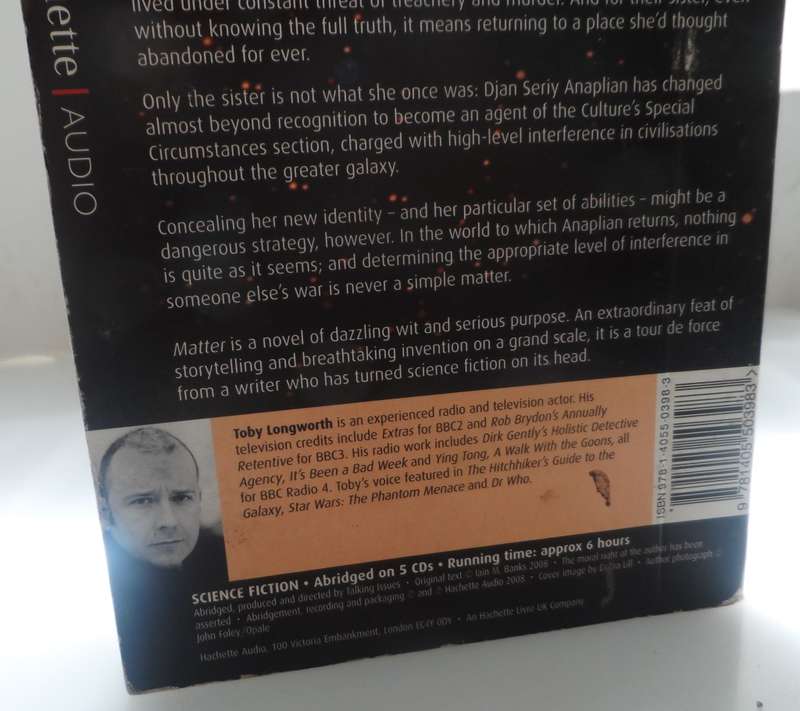 lived under constant threat of treachery and murder. And for their sister, even
without knowing the full truth, it means returning to a place she'd thought
abandoned for ever.
Only the sister is not what she once was: Djan Seriy Anaplian has changed
almost beyond recognition to become an agent of the Culture's Special
Circumstances section, charged with high-level interference in civilisations
throughout the greater galaxy.
Concealing her new identity – and her particular set of abilities – might be a
dangerous strategy, however. In the world to which Anaplian returns, nothing
is quite as it seems; and determining the appropriate level of interference in
someone else's war is never a simple matter.
Matter is a novel of dazzling wit and serious purpose. An extraordinary feat of
storytelling and breathtaking invention on a grand scale, it is a tour de force
from a writer who has turned science fiction on its head.
Toby Longworth is an experienced radio and television actor. His
television credits include Extras for BBC2 and Rob Brydon's Annually
Retentive for BBC3. His radio work includes Dirk Gently's Holistic Detective
Agency, It's Been a Bad Week and Ying Tong, A Walk With the Goons, all
for BBC Radio 4. Toby's voice featured in The Hitchhiker's Guide to the
Galaxy, Star Wars: The Phantom Menace and Dr Who.
ISBN 978-1-4055-0398-3
9 781405 503983 >
SCIENCE FICTION • Abridged on 5 CDs • Running time: approx 6 hours
Abridged, produced and directed by Talking Issues • Original text © Iain M. Banks 2008 • The moral right of the author has been
asserted • Abridgement, recording and packaging © and ℗ Hachette Audio 2008 • Cover image by Lill • Author photograph ©
John Foley/Opale
Hachette Audio, 100 Victoria Embankment, London EC4Y 0DY • An Hachette Livre UK Company
ette | AUDIO